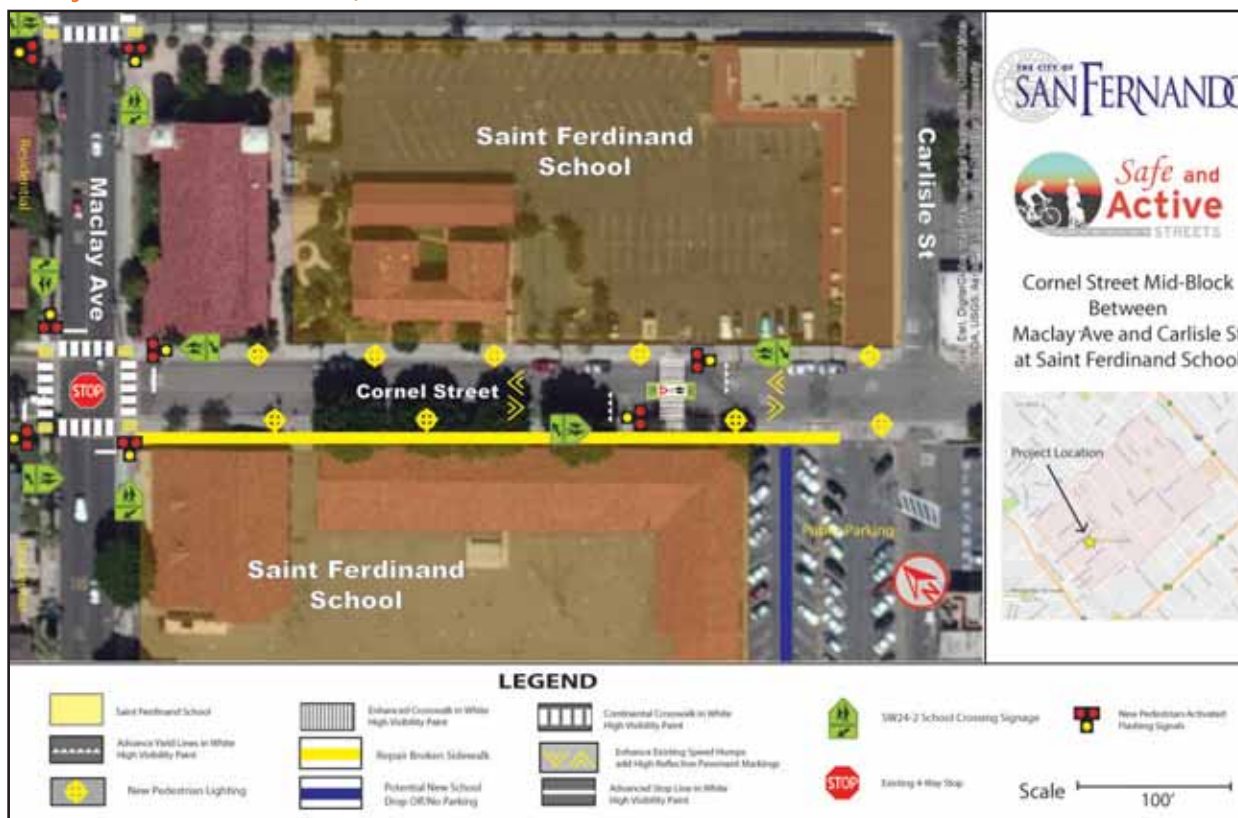 Residential
Maclay Ave
Saint Ferdinand
School
Carlisle St
Cornel Street
STOP
Saint Ferdinand
School
Public Parking
N
THE CITY OF
SAN FERNANDO
Safe and
Active
STREETS
Cornel Street Mid-Block
Between
Maclay Ave and Carlisle St
at Saint Ferdinand School
Project Location
LEGEND
Saint Ferdinand School
Advance Yield Lines in White
High Visibility Paint
New Pedestrian Lighting
Enhanced Crosswalk in White
High Visibility Paint
Repair Broken Sidewalk
Potential New School
Drop Off/No Parking
Continental Crosswalk in White
High Visibility Paint
Enhance Existing Speed Humps
add High-Reflective Pavement Markings
Advanced Stop Line in White
High Visibility Paint
SW24-2 School Crossing Signage
STOP
Existing 4-Way Stop
New Pedestrian-Activated
Flashing Signals
Scale
100'